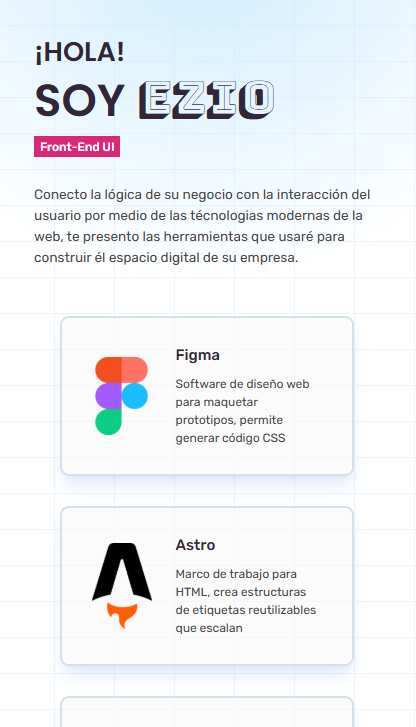 ¡HOLA!
SOY EZIO
Front-End UI
Conecto la lógica de su negocio con la interacción del
usuario por medio de las técnologias modernas de la
web, te presento las herramientas que usaré para
construir él espacio digital de su empresa.
Figma
Software de diseño web
para maquetar
prototipos, permite
generar código CSS
Astro
Marco de trabajo para
HTML, crea estructuras
de etiquetas reutilizables
que escalan